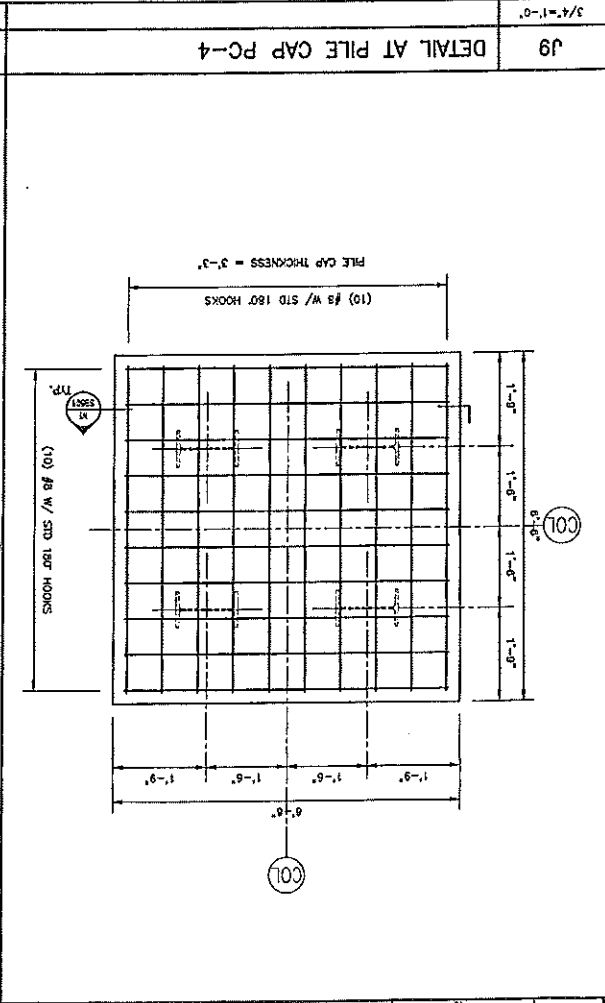 COL
6'-6"
1'-9"
1'-6"
1'-6"
1'-9"
COL
6'-6"
1'-9"
1'-6"
1'-6"
1'-9"
(10) #8 W/ STD 180° HOOKS
TYP.
(10) #8 W/ STD 180° HOOKS
PILE CAP THICKNESS = 3'-3"
J9
DETAIL AT PILE CAP PC-4
3/4"=1'-0"